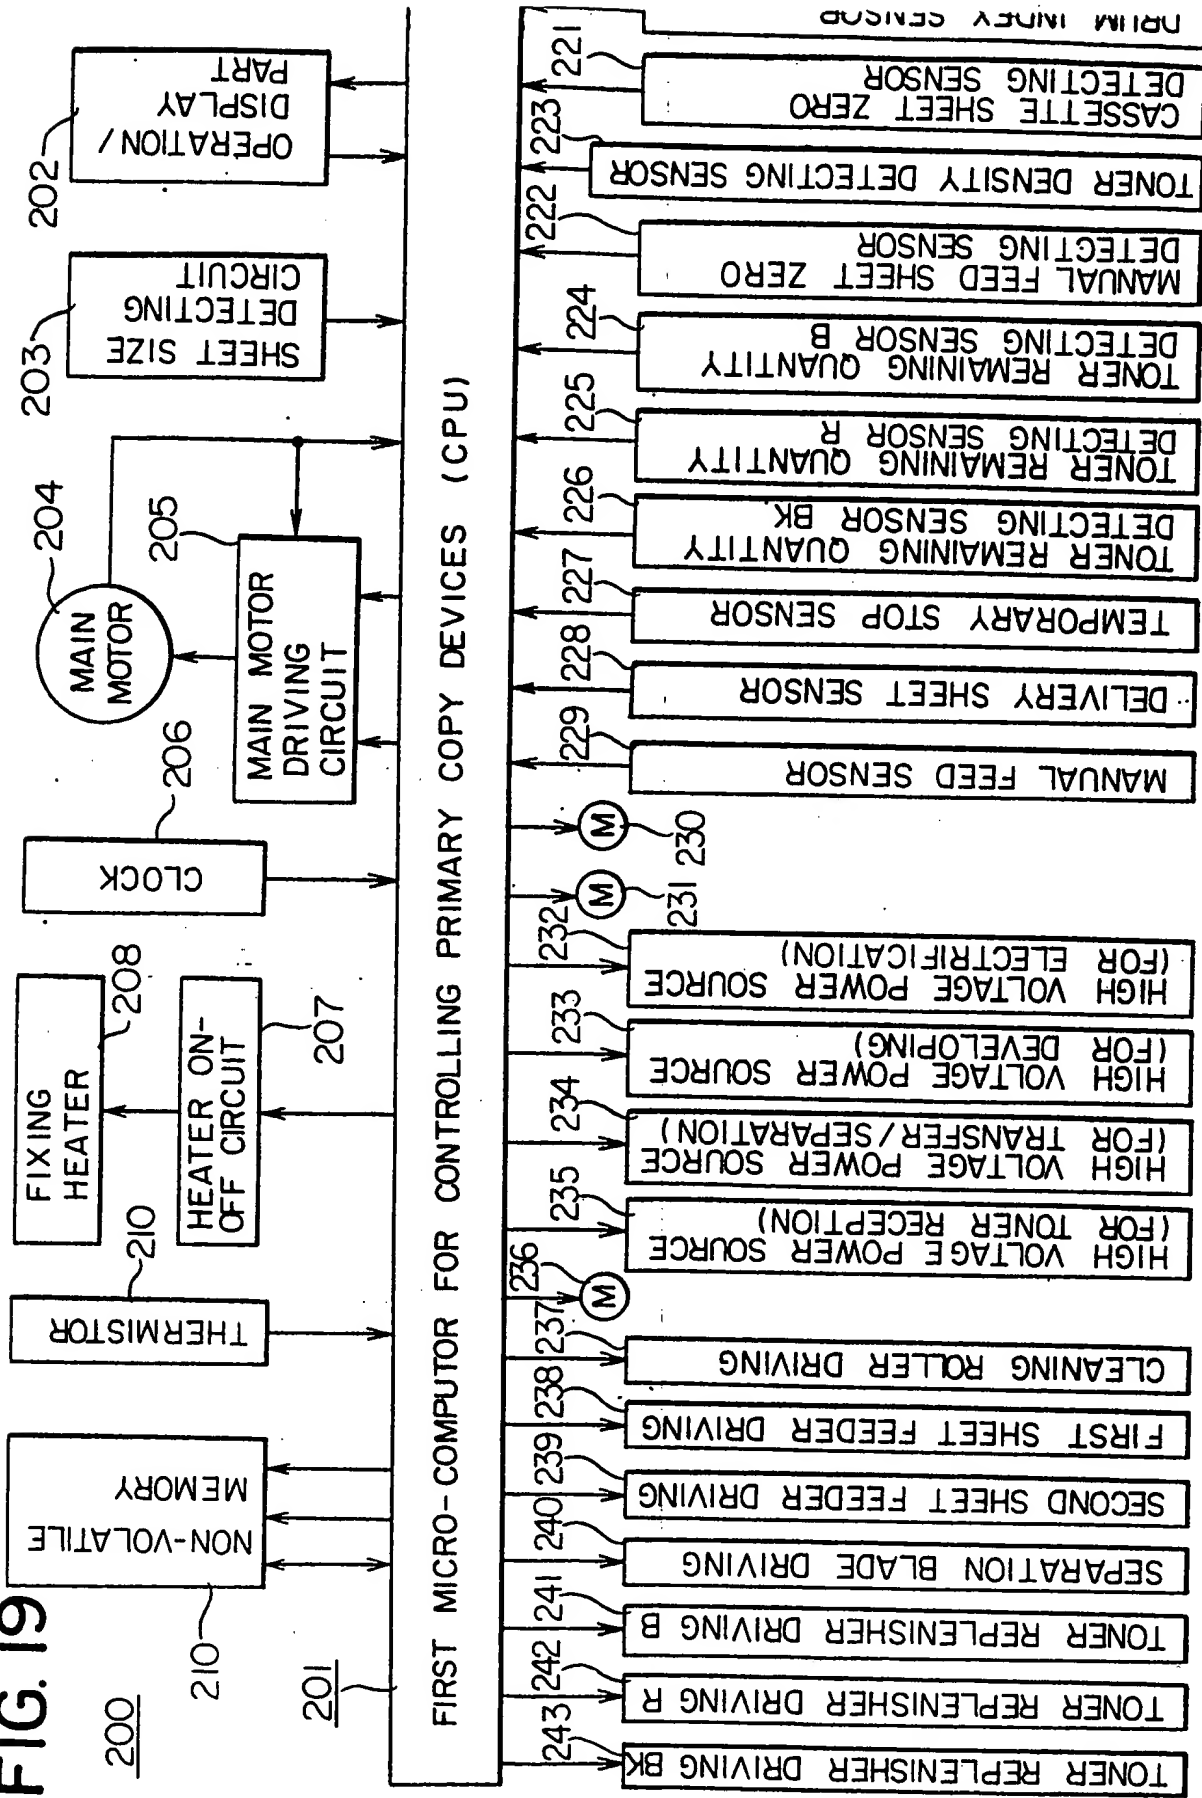 FIG. 19
200
NON-VOLATILE
MEMORY
210
THERMISTOR
210
FIXING
HEATER
208
HEATER ON-
OFF CIRCUIT
207
CLOCK
206
MAIN
MOTOR
204
MAIN MOTOR
DRIVING
CIRCUIT
205
SHEET SIZE
DETECTING
CIRCUIT
203
OPERATION/
DISPLAY
PART
202
201
FIRST MICRO-COMPUTOR FOR CONTROLLING PRIMARY COPY DEVICES (CPU)
243
TONER REPLENISHER DRIVING BK
242
TONER REPLENISHER DRIVING R
241
TONER REPLENISHER DRIVING B
240
SEPARATION BLADE DRIVING
239
SECOND SHEET FEEDER DRIVING
238
FIRST SHEET FEEDER DRIVING
237
CLEANING ROLLER DRIVING
236
M
235
HIGH VOLTAGE POWER SOURCE
(FOR TONER RECEPTION)
234
HIGH VOLTAGE POWER SOURCE
(FOR TRANSFER/SEPARATION)
233
HIGH VOLTAGE POWER SOURCE
(FOR DEVELOPING)
232
HIGH VOLTAGE POWER SOURCE
(FOR ELECTRIFICATION)
231
M
230
M
229
MANUAL FEED SENSOR
228
DELIVERY SHEET SENSOR
227
TEMPORARY STOP SENSOR
226
TONER REMAINING QUANTITY
DETECTING SENSOR BK
225
TONER REMAINING QUANTITY
DETECTING SENSOR R
224
TONER REMAINING QUANTITY
DETECTING SENSOR B
222
MANUAL FEED SHEET ZERO
DETECTING SENSOR
223
TONER DENSITY DETECTING SENSOR
221
CASSETTE SHEET ZERO
DETECTING SENSOR
DRUM INDEX SENSOR